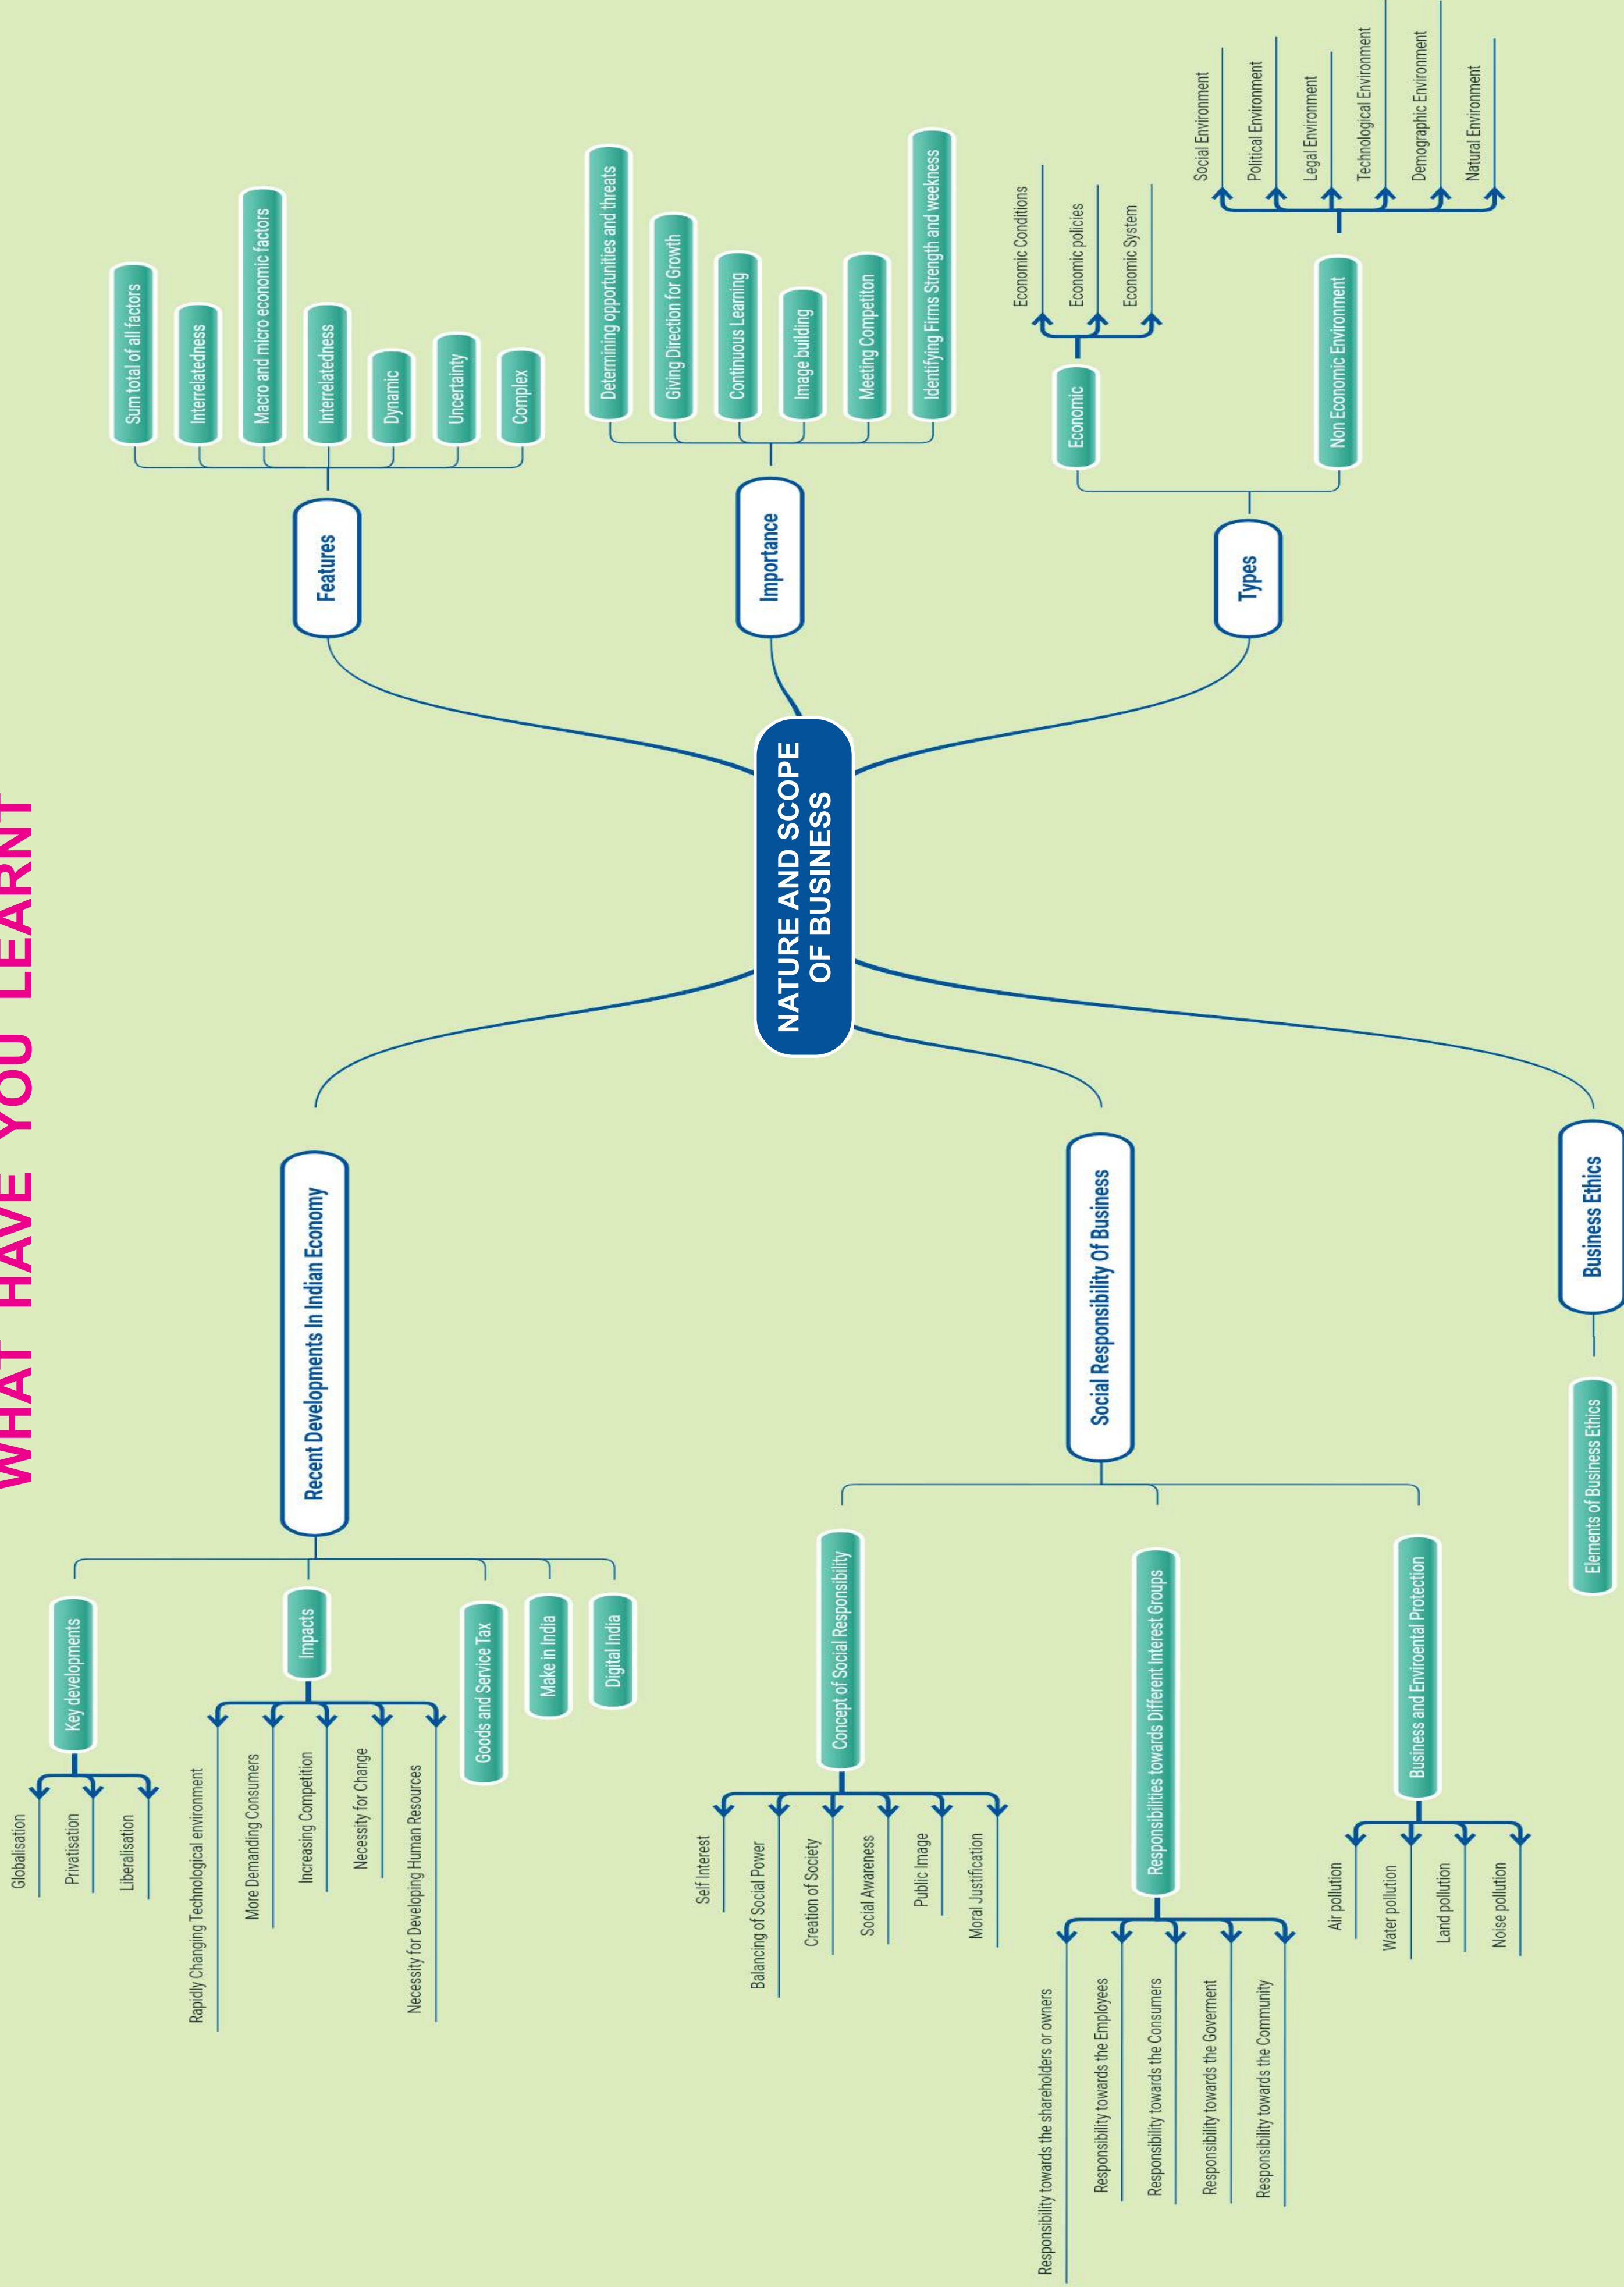 WHAT HAVE YOU LEARNT
NATURE AND SCOPE
OF BUSINESS
Recent Developments In Indian Economy
Key developments
Globalisation
Privatisation
Liberalisation
Impacts
Rapidly Changing Technological environment
More Demanding Consumers
Increasing Competition
Necessity for Change
Necessity for Developing Human Resources
Goods and Service Tax
Make in India
Digital India
Social Responsibility Of Business
Concept of Social Responsibility
Self Interest
Balancing of Social Power
Creation of Society
Social Awareness
Public Image
Moral Justification
Responsibilities towards Different Interest Groups
Responsibility towards the shareholders or owners
Responsibility towards the Employees
Responsibility towards the Consumers
Responsibility towards the Goverment
Responsibility towards the Community
Business and Enviroental Protection
Air pollution
Water pollution
Land pollution
Noise pollution
Business Ethics
Elements of Business Ethics
Features
Sum total of all factors
Interrelatedness
Macro and micro economic factors
Interrelatedness
Dynamic
Uncertainty
Complex
Importance
Determining opportunities and threats
Giving Direction for Growth
Continuous Learning
Image building
Meeting Competiton
Identifying Firms Strength and weekness
Types
Economic
Economic Conditions
Economic policies
Economic System
Non Economic Environment
Social Environment
Political Environment
Legal Environment
Technological Environment
Demographic Environment
Natural Environment